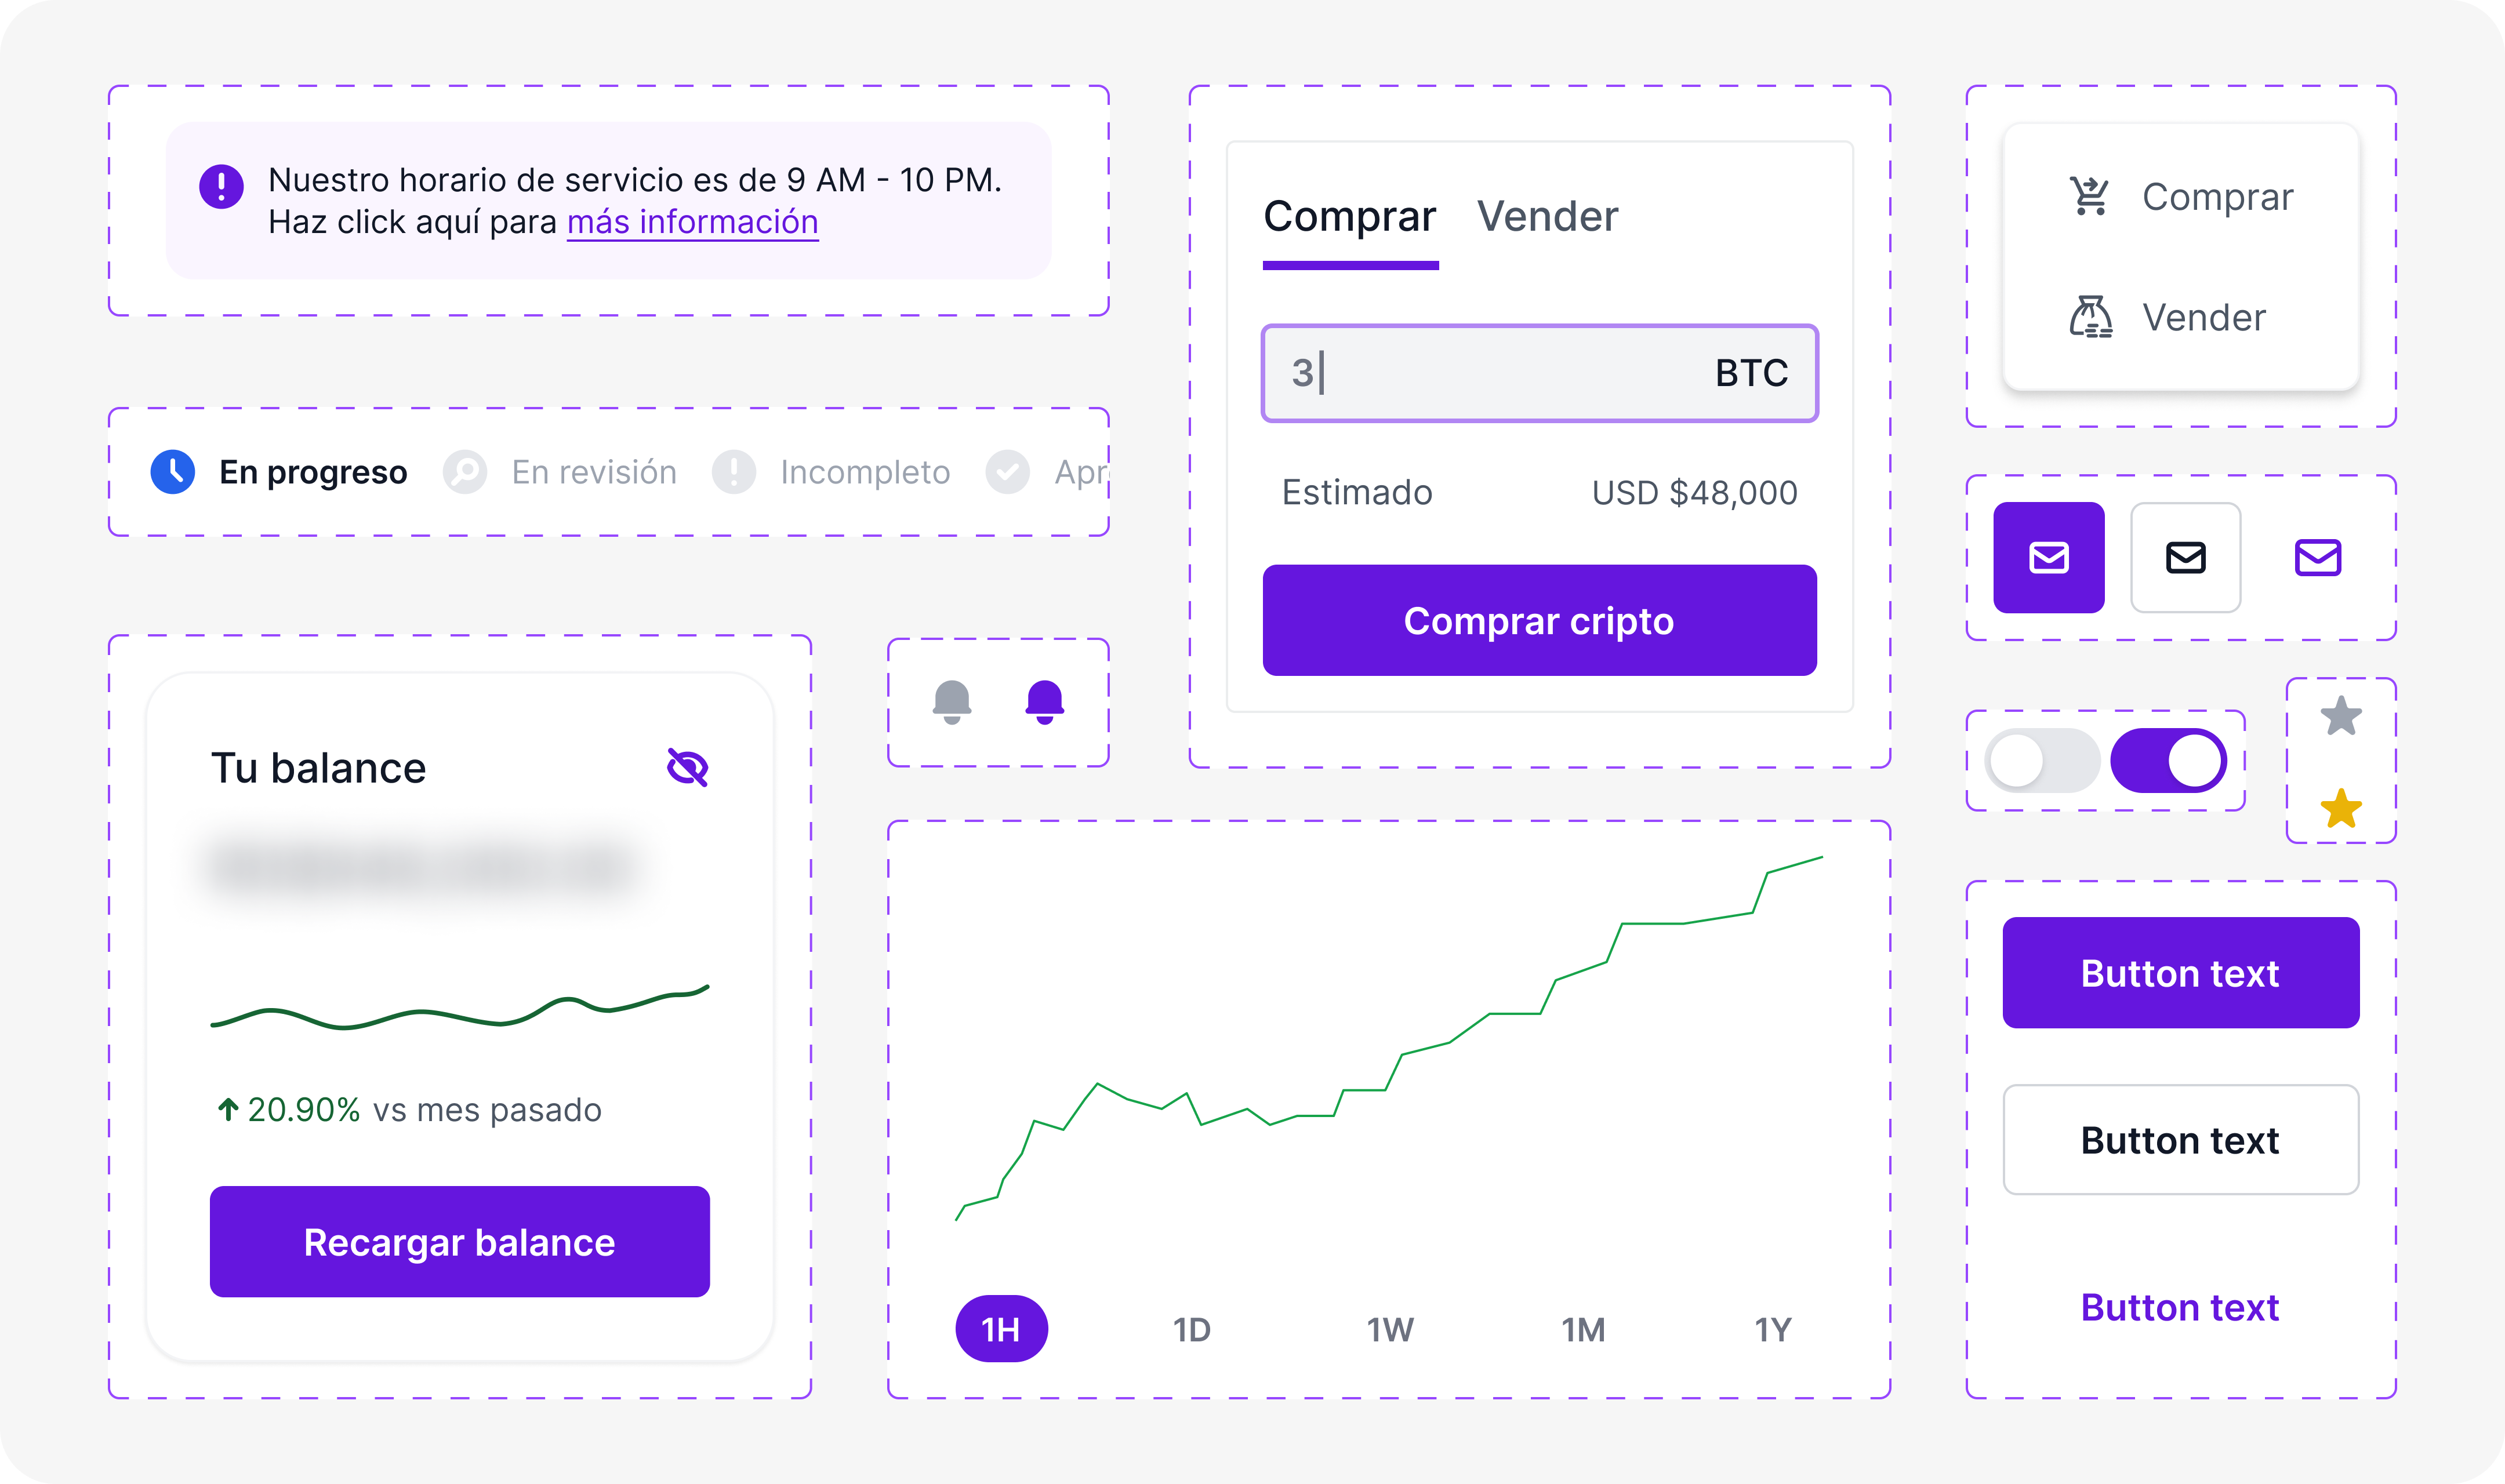 Nuestro horario de servicio es de 9 AM - 10 PM.
Haz click aquí para más información
En progreso
En revisión
Incompleto
Apr
Tu balance
20.90% vs mes pasado
Recargar balance
Comprar
Vender
3
BTC
Estimado
USD $48,000
Comprar cripto
1H
1D
1W
1M
1Y
Comprar
Vender
Button text
Button text
Button text